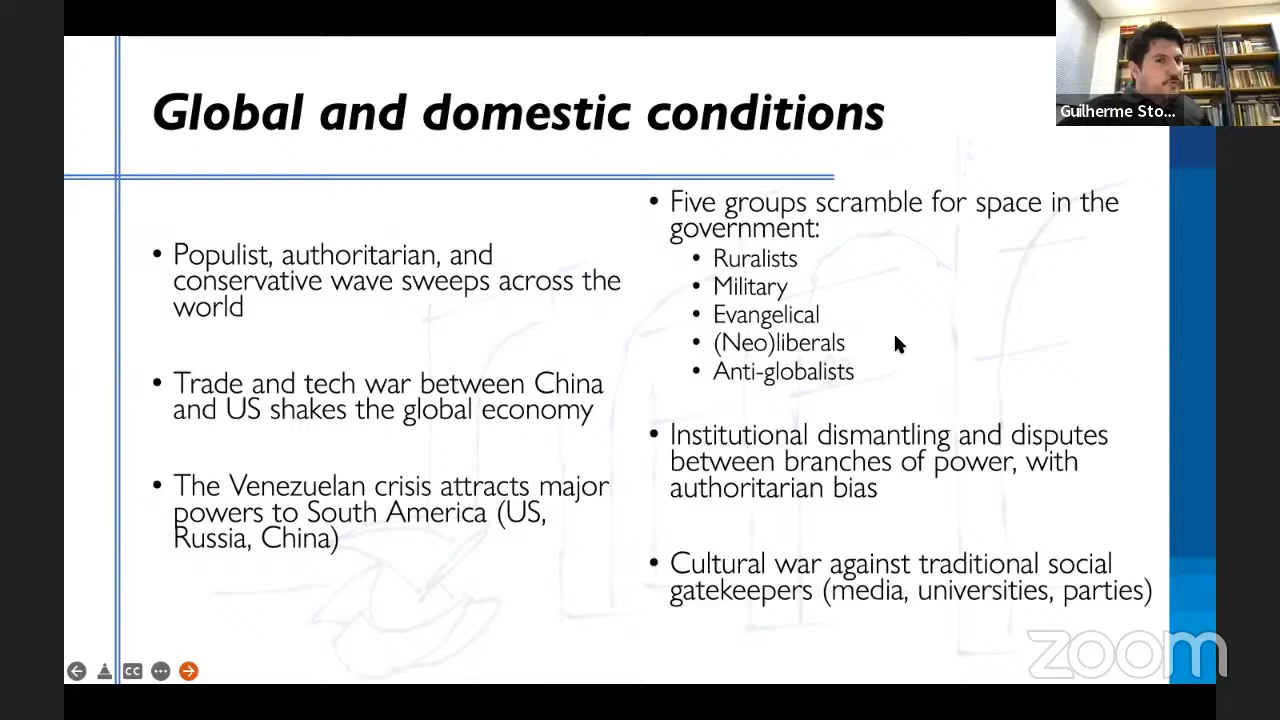 Global and domestic conditions
Guilherme Sto...
• Populist, authoritarian, and
conservative wave sweeps across the
world
• Trade and tech war between China
and US shakes the global economy
• The Venezuelan crisis attracts major
powers to South America (US,
Russia, China)
• Five groups scramble for space in the
government:
• Ruralists
• Military
• Evangelical
• (Neo)liberals
• Anti-globalists
• Institutional dismantling and disputes
between branches of power, with
authoritarian bias
• Cultural war against traditional social
gatekeepers (media, universities, parties)
CC
zoom